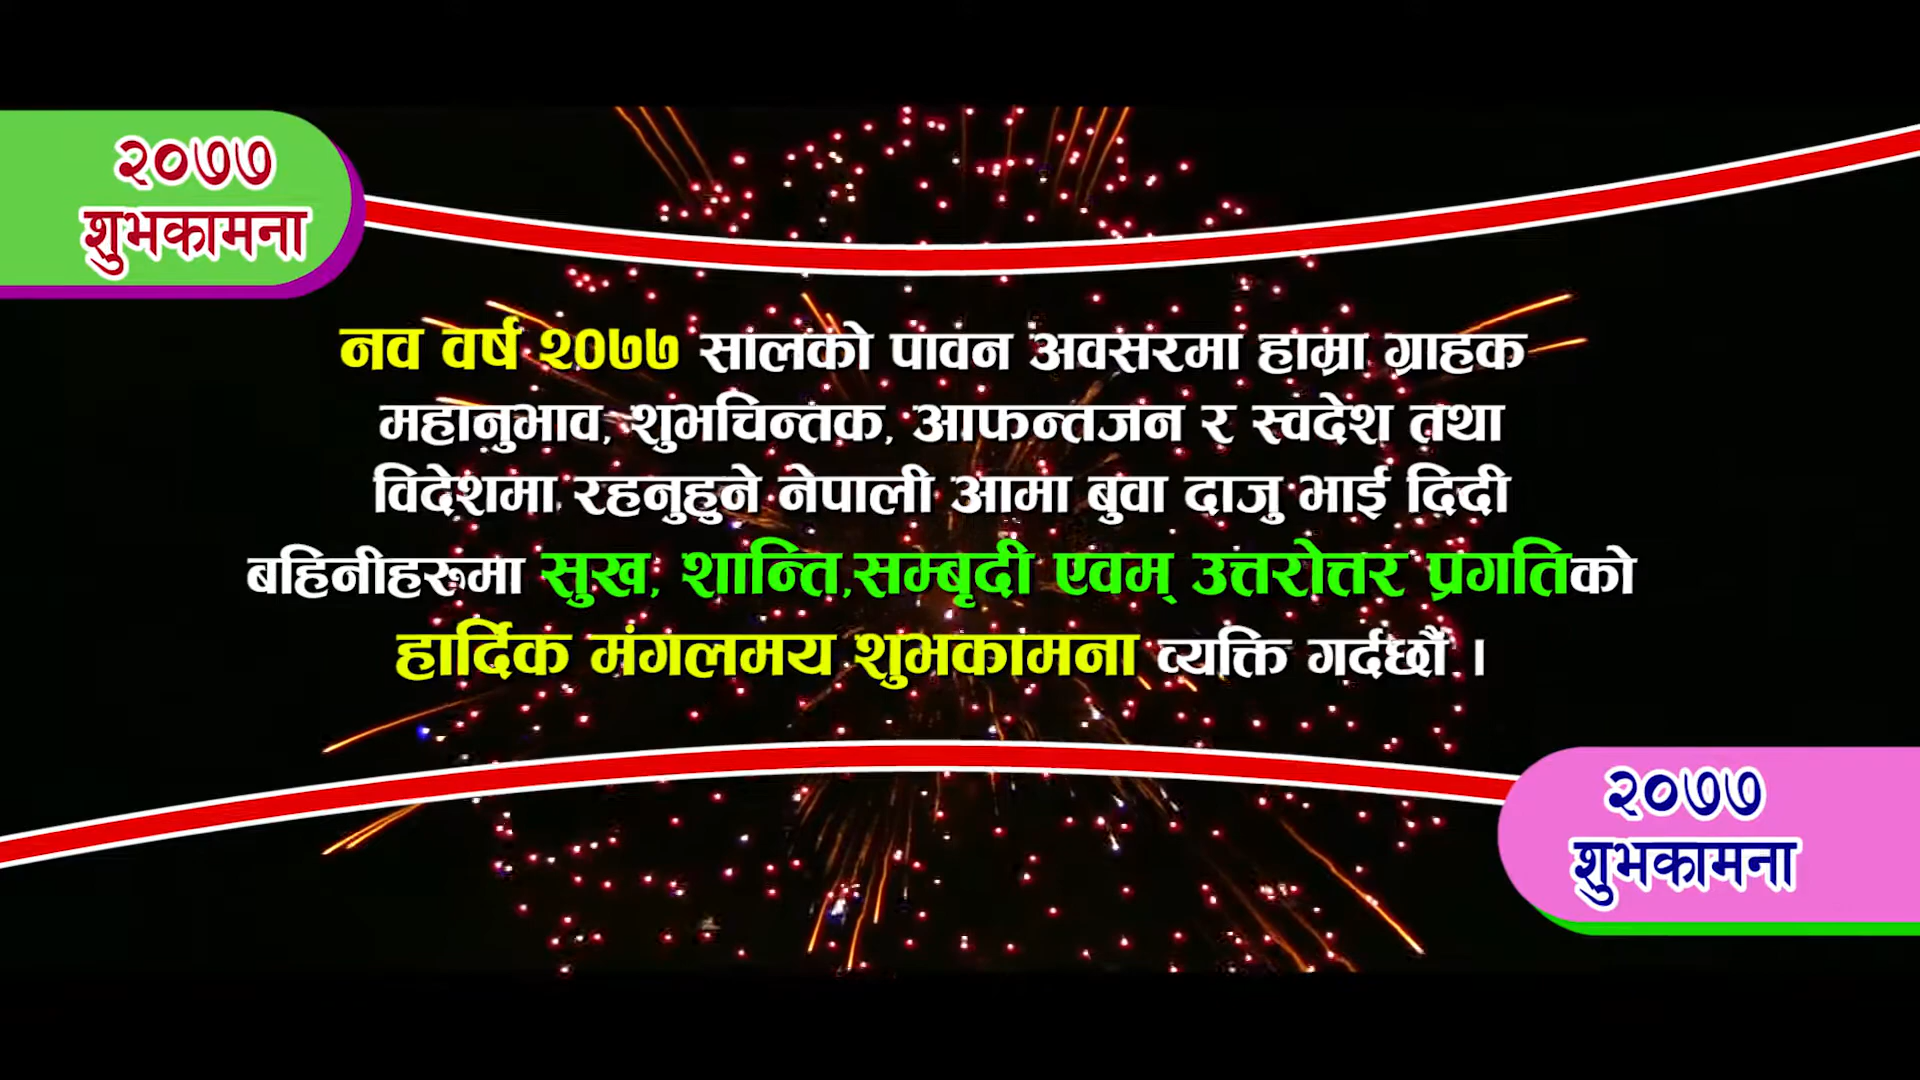 २०७७
शुभकामना
नव वर्ष २०७७ सालको पावन अवसरमा हाम्रा ग्राहक
महानुभाव, शुभचिन्तक, आफन्तजन र स्वदेश तथा
विदेशमा रहनुहुने नेपाली आमा बुवा दाजु भाई दिदी
बहिनीहरुमा सुख, शान्ति,सम्बृदी एवम् उत्तरोत्तर प्रगतिको
हार्दिक मंगलमय शुभकामना व्यक्ति गर्दछौं ।
२०७७
शुभकामना